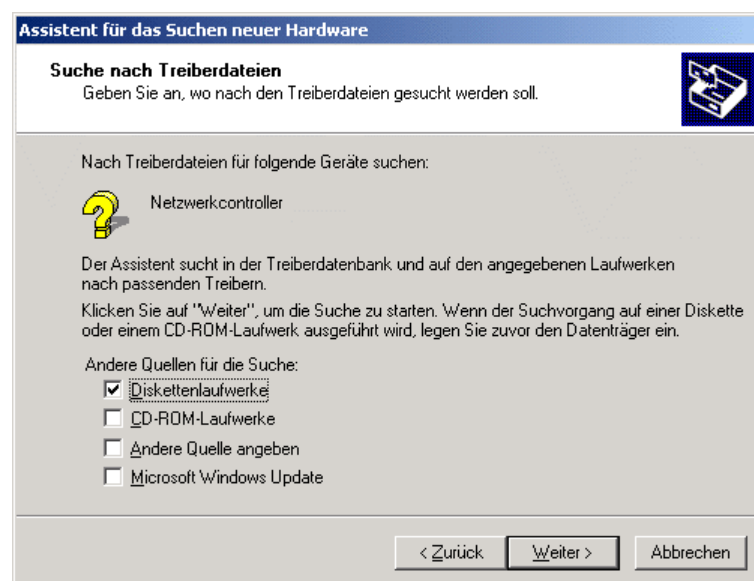 Assistent für das Suchen neuer Hardware
Suche nach Treiberdateien
Geben Sie an, wo nach den Treiberdateien gesucht werden soll.
Nach Treiberdateien für folgende Geräte suchen:
Netzwerkcontroller
Der Assistent sucht in der Treiberdatenbank und auf den angegebenen Laufwerken
nach passenden Treibern.
Klicken Sie auf "Weiter", um die Suche zu starten. Wenn der Suchvorgang auf einer Diskette
oder einem CD-ROM-Laufwerk ausgeführt wird, legen Sie zuvor den Datenträger ein.
Andere Quellen für die Suche:
Diskettenlaufwerke
CD-ROM-Laufwerke
Andere Quelle angeben
Microsoft Windows Update
< Zurück Weiter > Abbrechen